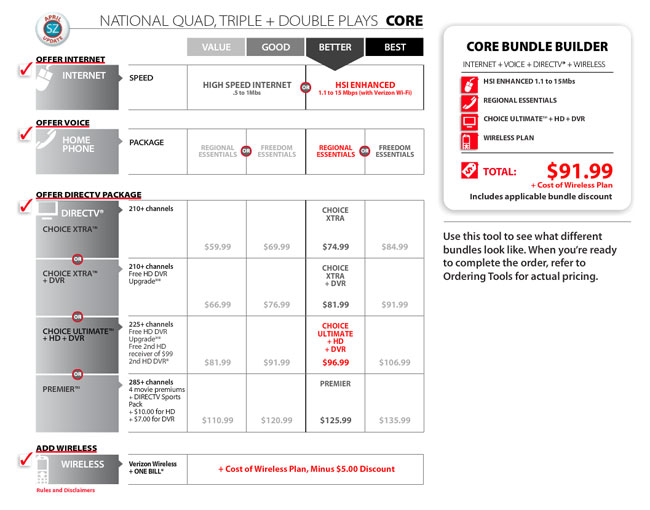 APRIL
SZ
UPDATE
NATIONAL QUAD, TRIPLE + DOUBLE PLAYS CORE
VALUE
GOOD
BETTER
BEST
OFFER INTERNET
INTERNET
SPEED
HIGH SPEED INTERNET
.5 to 1Mbs
OR
HSI ENHANCED
1.1 to 15 Mbps (with Verizon Wi-Fi)
OFFER VOICE
HOME
PHONE
PACKAGE
REGIONAL
ESSENTIALS
OR
FREEDOM
ESSENTIALS
REGIONAL
ESSENTIALS
OR
FREEDOM
ESSENTIALS
OFFER DIRECTV PACKAGE
DIRECTV®
CHOICE XTRA™
210+ channels
CHOICE
XTRA
$59.99
$69.99
$74.99
$84.99
OR
CHOICE XTRA™
+ DVR
210+ channels
Free HD DVR
Upgrade**
CHOICE
XTRA
+ DVR
$66.99
$76.99
$81.99
$91.99
OR
CHOICE ULTIMATE™
+ HD + DVR
225+ channels
Free HD DVR
Upgrade**
Free 2nd HD
receiver of $99
2nd HD DVR*
CHOICE
ULTIMATE
+ HD
+ DVR
$81.99
$91.99
$96.99
$106.99
OR
PREMIER™
285+ channels
4 movie premiums
+ DIRECTV Sports
Pack
+ $10.00 for HD
+ $7.00 for DVR
PREMIER
$110.99
$120.99
$125.99
$135.99
ADD WIRELESS
WIRELESS
Verizon Wireless
+ ONE BILL*
+ Cost of Wireless Plan, Minus $5.00 Discount
Rules and Disclaimers
CORE BUNDLE BUILDER
INTERNET + VOICE + DIRECTV® + WIRELESS
HSI ENHANCED 1.1 to 15Mbs
REGIONAL ESSENTIALS
CHOICE ULTIMATE™ + HD + DVR
WIRELESS PLAN
TOTAL: $91.99
+ Cost of Wireless Plan
Includes applicable bundle discount
Use this tool to see what different
bundles look like. When you're ready
to complete the order, refer to
Ordering Tools for actual pricing.